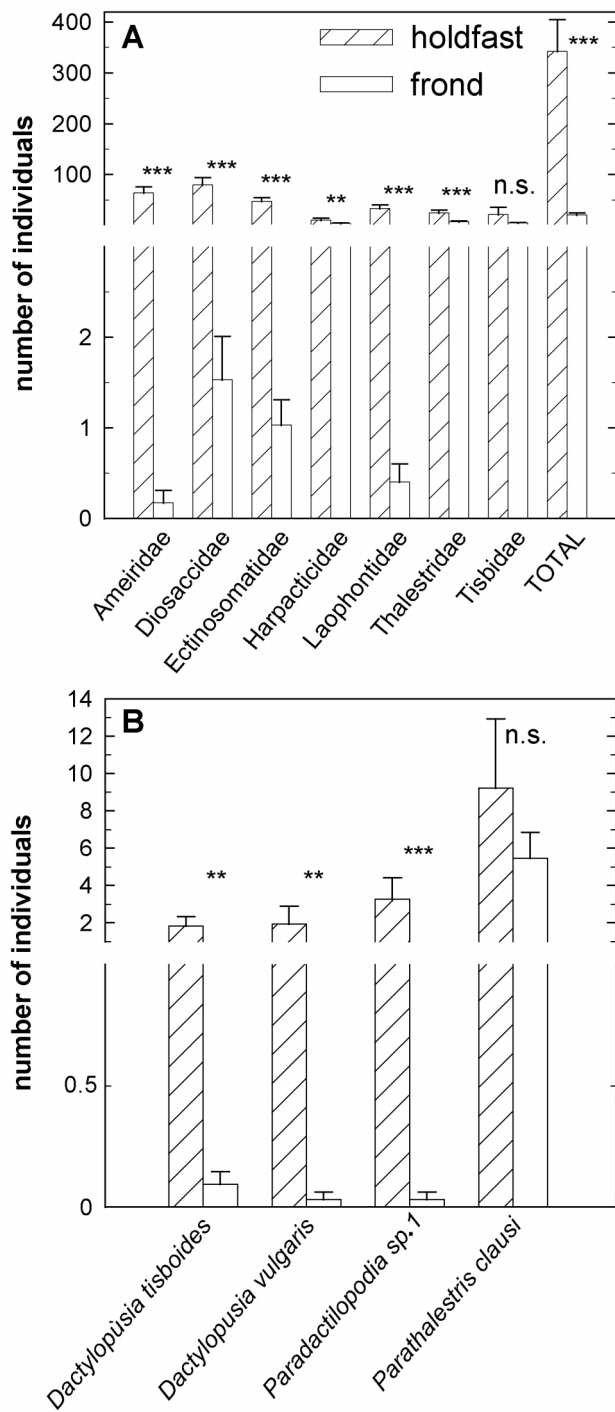 A
holdfast
frond
number of individuals
400
300
200
100
2
1
0
***
***
***
**
***
***
n.s.
***
Ameiridae
Diosaccidae
Ectinosomatidae
Harpacticidae
Laophontidae
Thalestridae
Tisbidae
TOTAL
B
number of individuals
14
12
10
8
6
4
2
0.5
0
**
**
***
n.s.
Dactylopusia tisboides
Dactylopusia vulgaris
Paradactilopodia sp.1
Parathalestris clausi